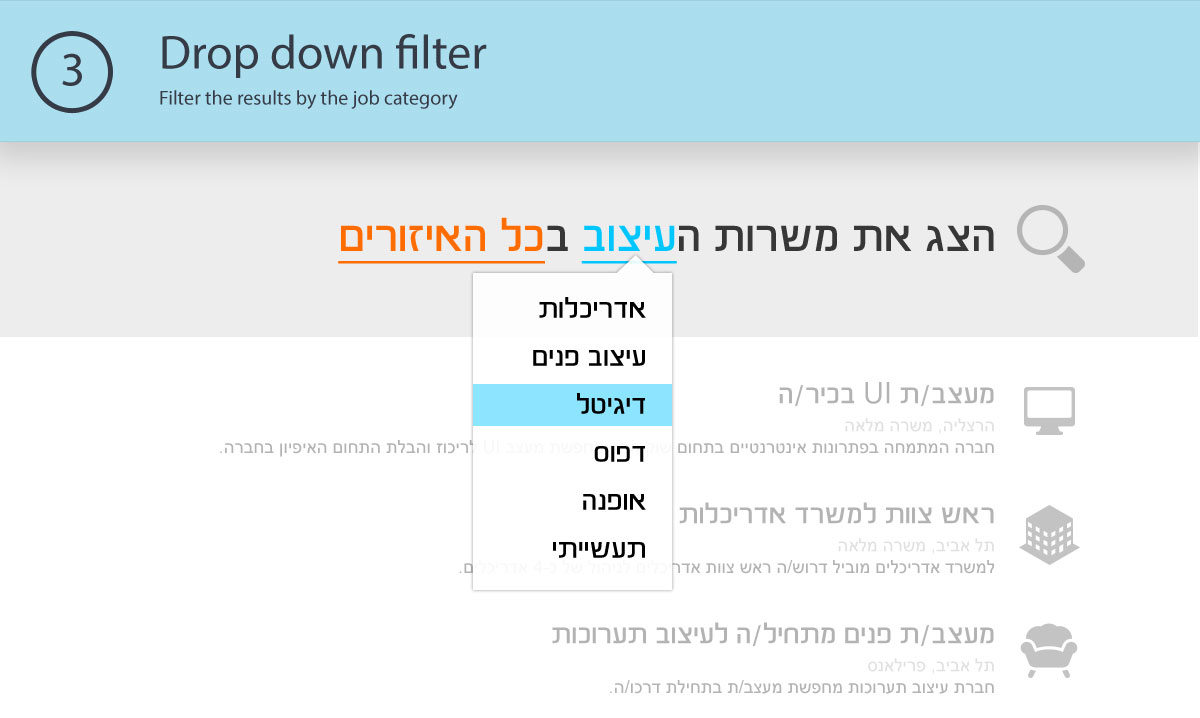 3
Drop down filter
Filter the results by the job category
הצג את משרות העיצוב בכל האיזורים
אדריכלות
עיצוב פנים
דיגיטל
דפוס
אופנה
תעשייתי
מעצב/ת UI בכיר/ה
הרצליה, משרה מלאה
חברה המתמחה בפתרונות אינטרנטיים בתחום מחפשת מעצב UI לריכוז והבלת התחום האיפיון בחברה.
ראש צוות למשרד אדריכלות
תל אביב, משרה מלאה
למשרד אדריכלים מוביל דרוש/ה ראש צוות אדריכלים לניהול של כ-4 אדריכלים.
מעצב/ת פנים מתחיל/ה לעיצוב תערוכות
תל אביב, פרילאנס
חברת עיצוב תערוכות מחפשת מעצב/ת בתחילת דרכו/ה.